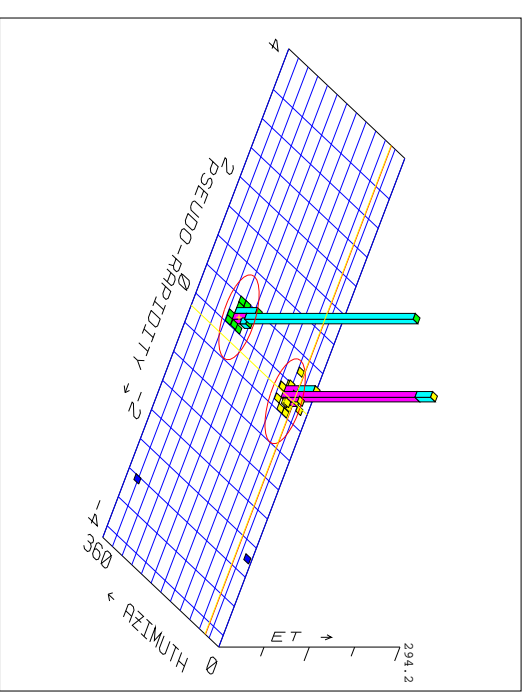 4
2
PSEUDO-RAPIDITY
0
→ -2
-4
360
← AZIMUTH 0
ET →
294.2